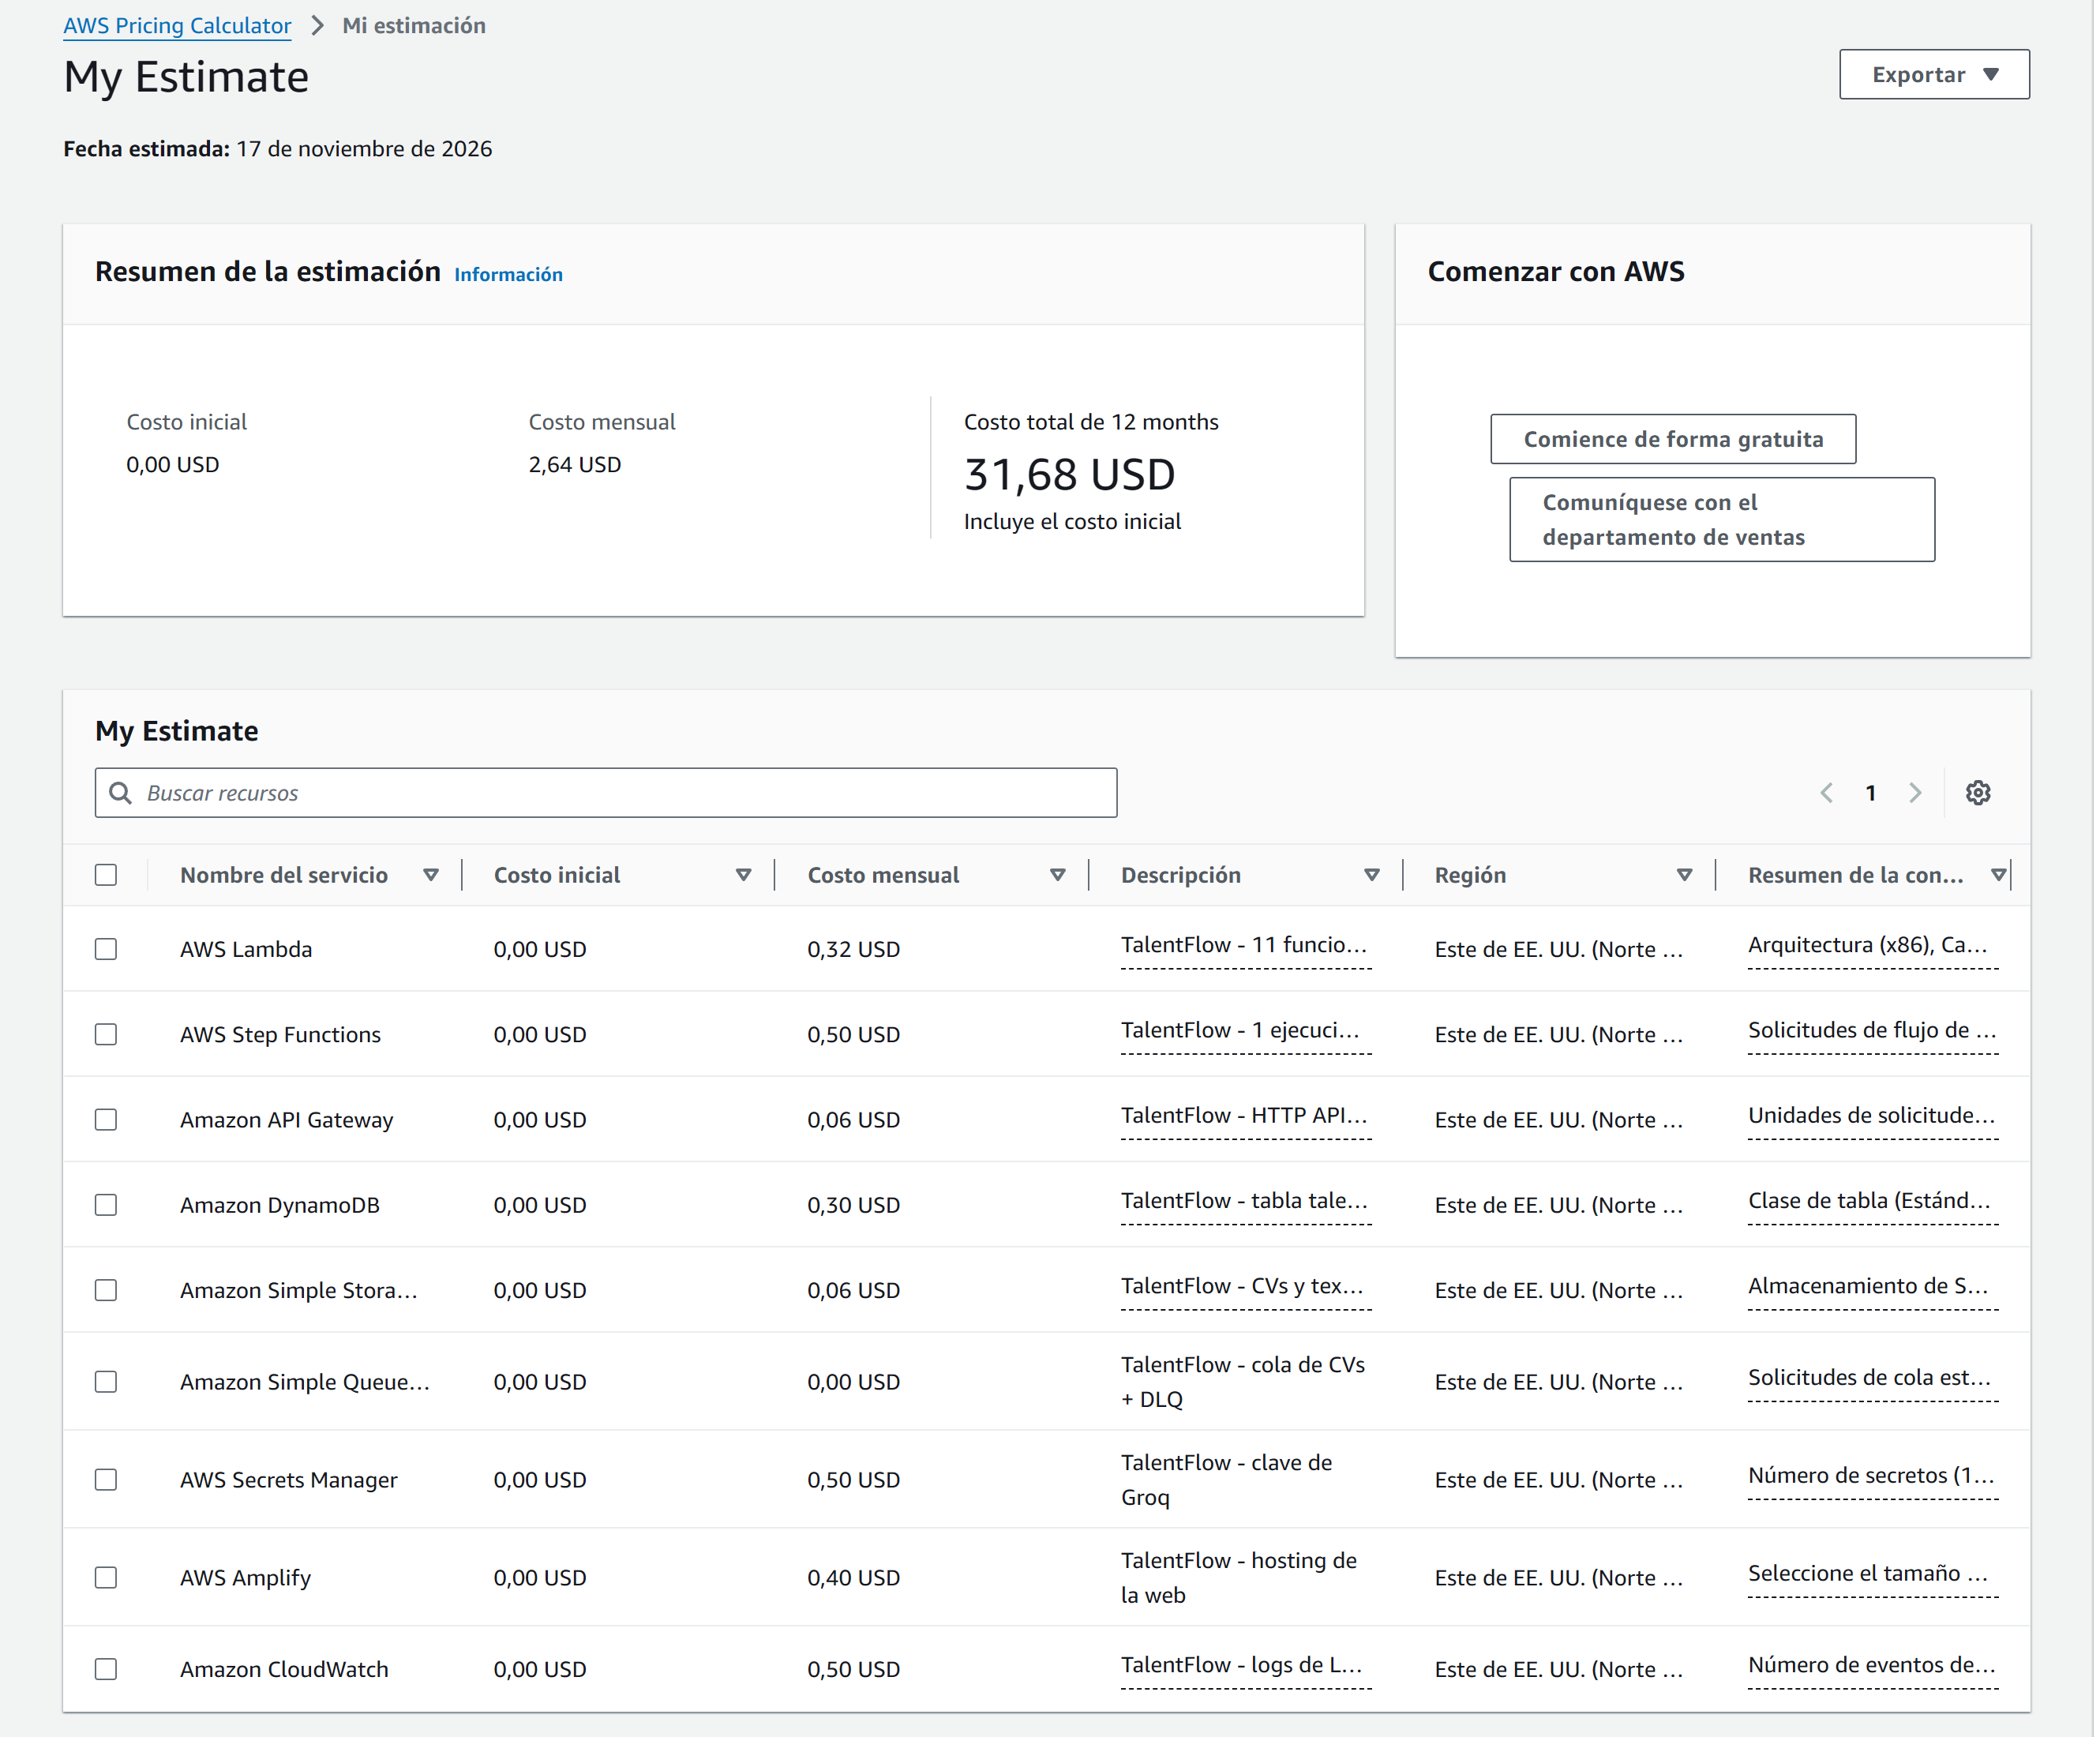 AWS Pricing Calculator > Mi estimación
My Estimate
Exportar
Fecha estimada: 17 de noviembre de 2026
Resumen de la estimación Información
Costo inicial
0,00 USD
Costo mensual
2,64 USD
Costo total de 12 months
31,68 USD
Incluye el costo inicial
Comenzar con AWS
Comience de forma gratuita
Comuníquese con el
departamento de ventas
My Estimate
Buscar recursos
1
Nombre del servicio Costo inicial Costo mensual Descripción Región Resumen de la con...
AWS Lambda 0,00 USD 0,32 USD TalentFlow - 11 funcio... Este de EE. UU. (Norte ... Arquitectura (x86), Ca...
AWS Step Functions 0,00 USD 0,50 USD TalentFlow - 1 ejecuci... Este de EE. UU. (Norte ... Solicitudes de flujo de ...
Amazon API Gateway 0,00 USD 0,06 USD TalentFlow - HTTP API... Este de EE. UU. (Norte ... Unidades de solicitude...
Amazon DynamoDB 0,00 USD 0,30 USD TalentFlow - tabla tale... Este de EE. UU. (Norte ... Clase de tabla (Estánd...
Amazon Simple Stora... 0,00 USD 0,06 USD TalentFlow - CVs y tex... Este de EE. UU. (Norte ... Almacenamiento de S...
Amazon Simple Queue... 0,00 USD 0,00 USD TalentFlow - cola de CVs
+ DLQ Este de EE. UU. (Norte ... Solicitudes de cola est...
AWS Secrets Manager 0,00 USD 0,50 USD TalentFlow - clave de
Groq Este de EE. UU. (Norte ... Número de secretos (1...
AWS Amplify 0,00 USD 0,40 USD TalentFlow - hosting de
la web Este de EE. UU. (Norte ... Seleccione el tamaño ...
Amazon CloudWatch 0,00 USD 0,50 USD TalentFlow - logs de L... Este de EE. UU. (Norte ... Número de eventos de...